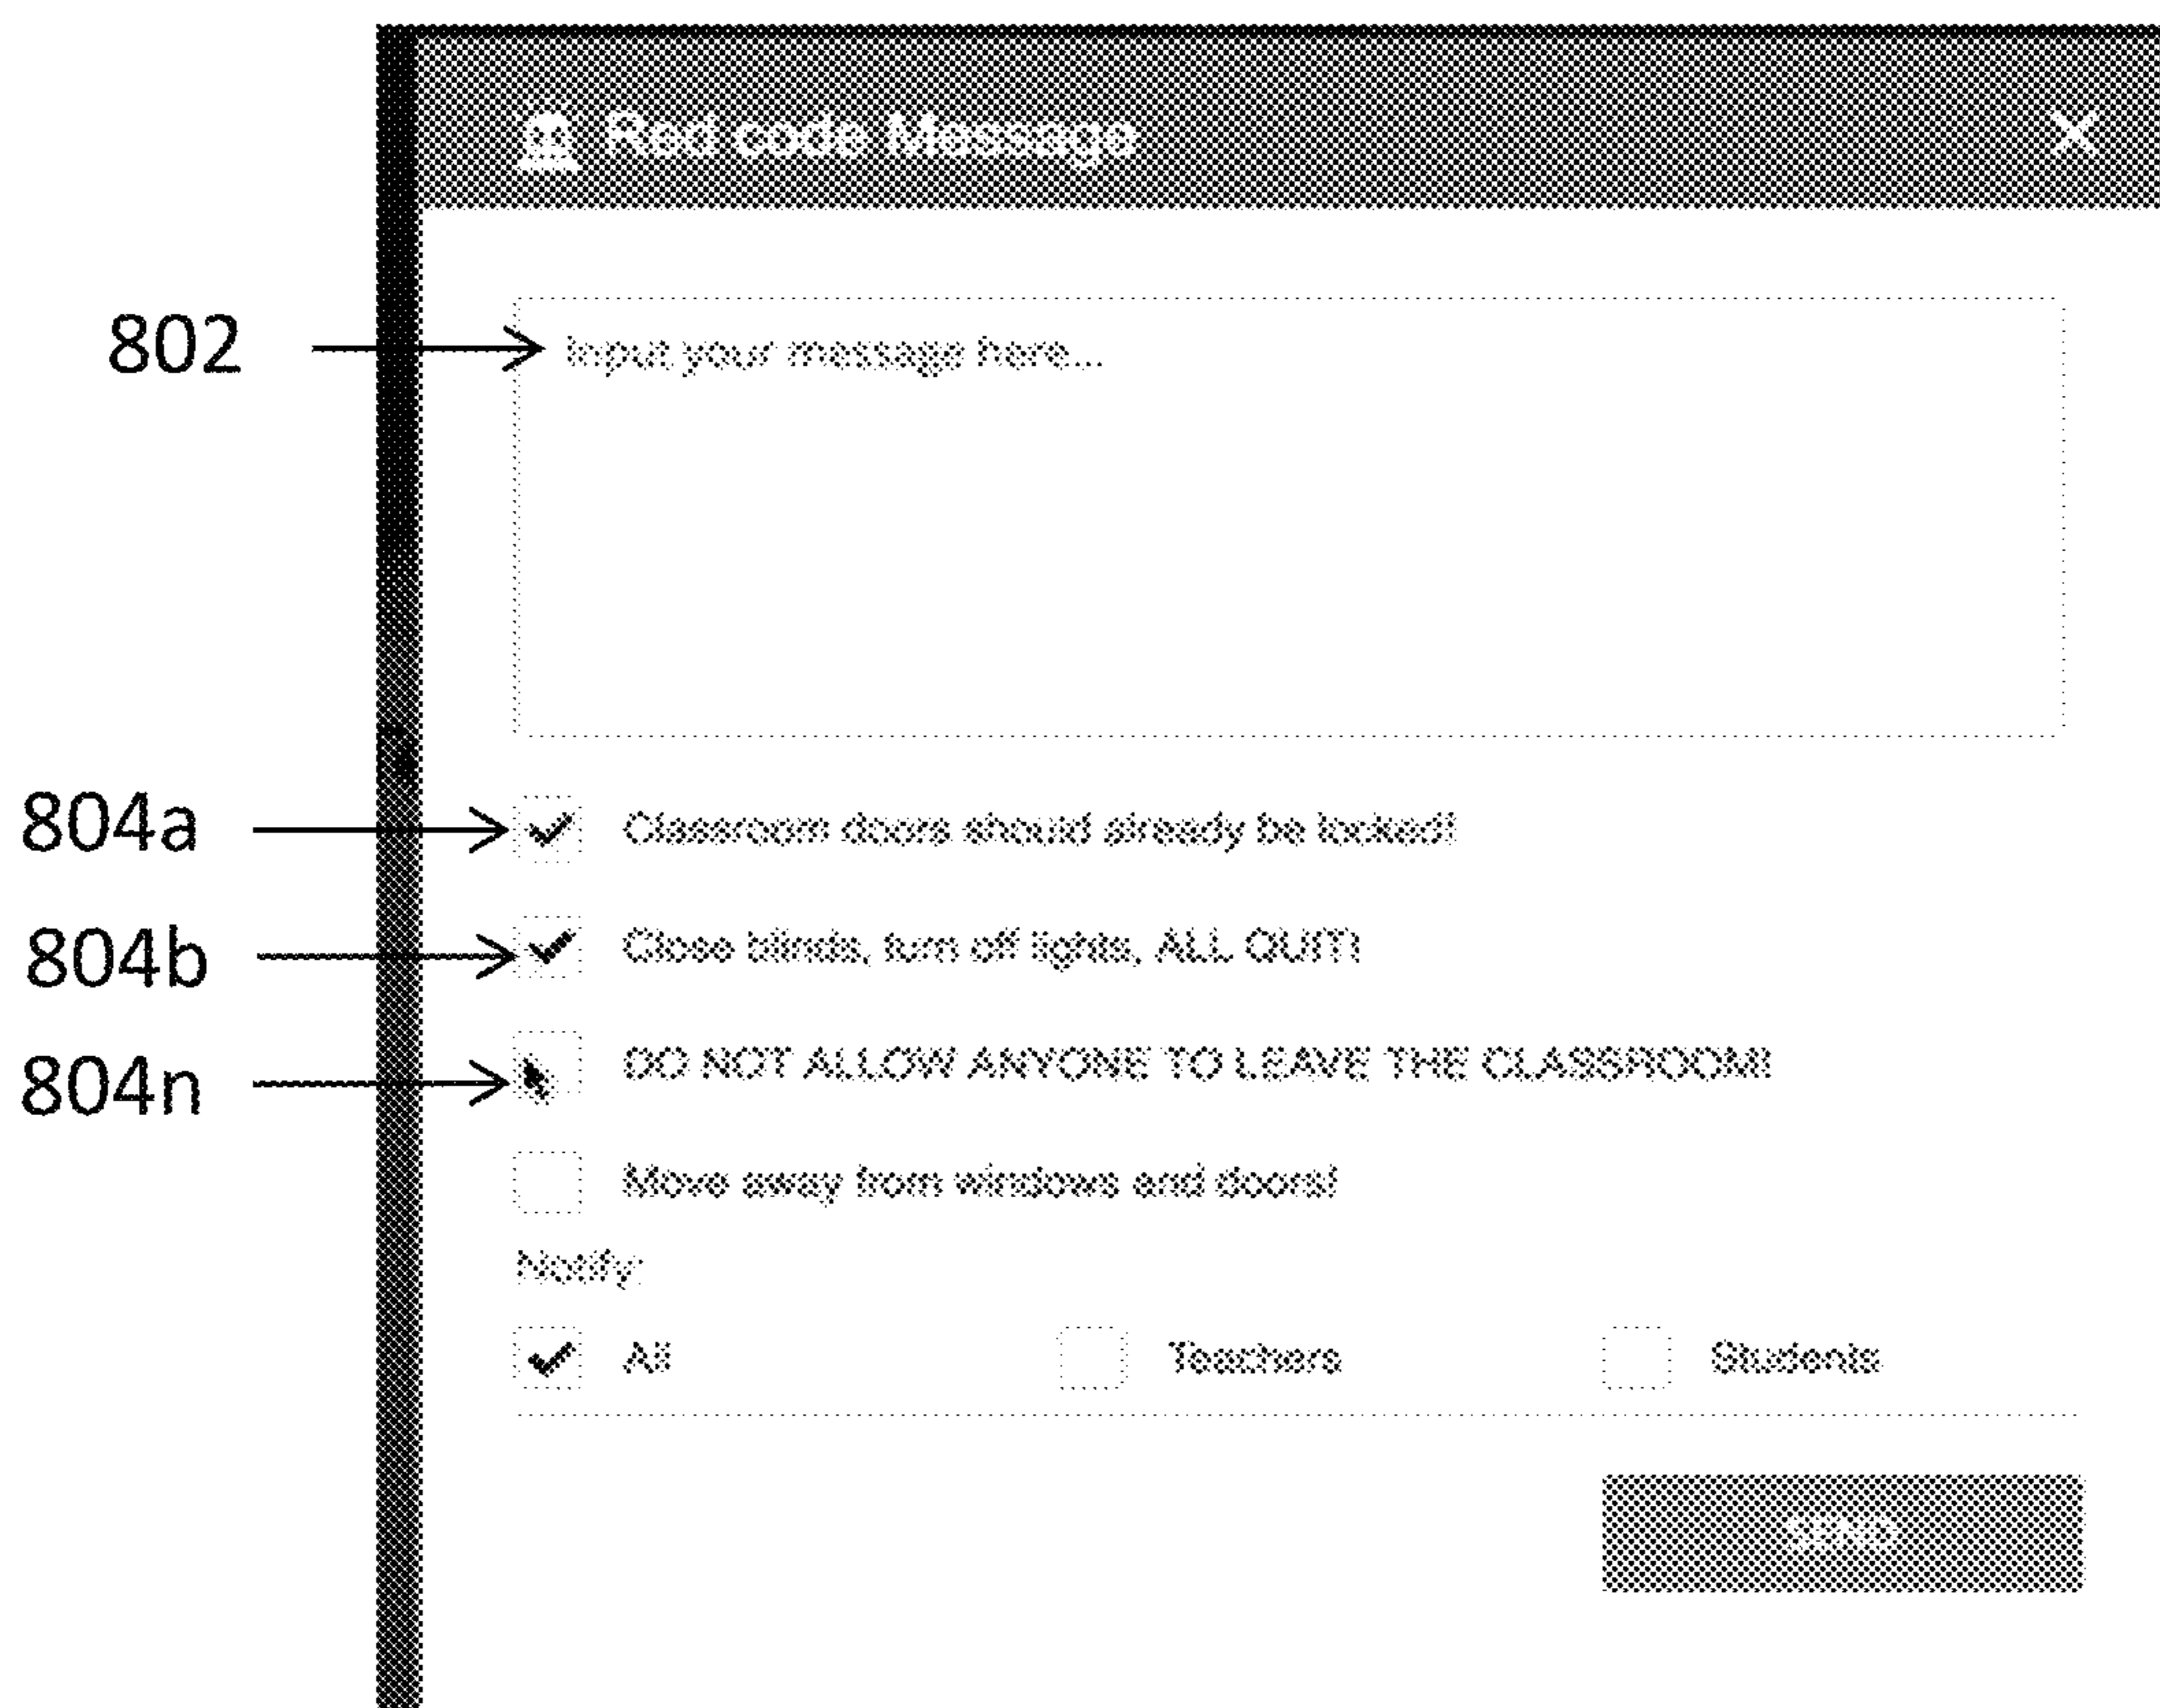 Red code Message
802
Input your message here...
804a
Classroom doors should already be locked!
804b
Close blinds, turn off lights, ALL QUIT!
804n
DO NOT ALLOW ANYONE TO LEAVE THE CLASSROOM!
Move away from windows and doors!
Notify:
All Teachers Students
SEND